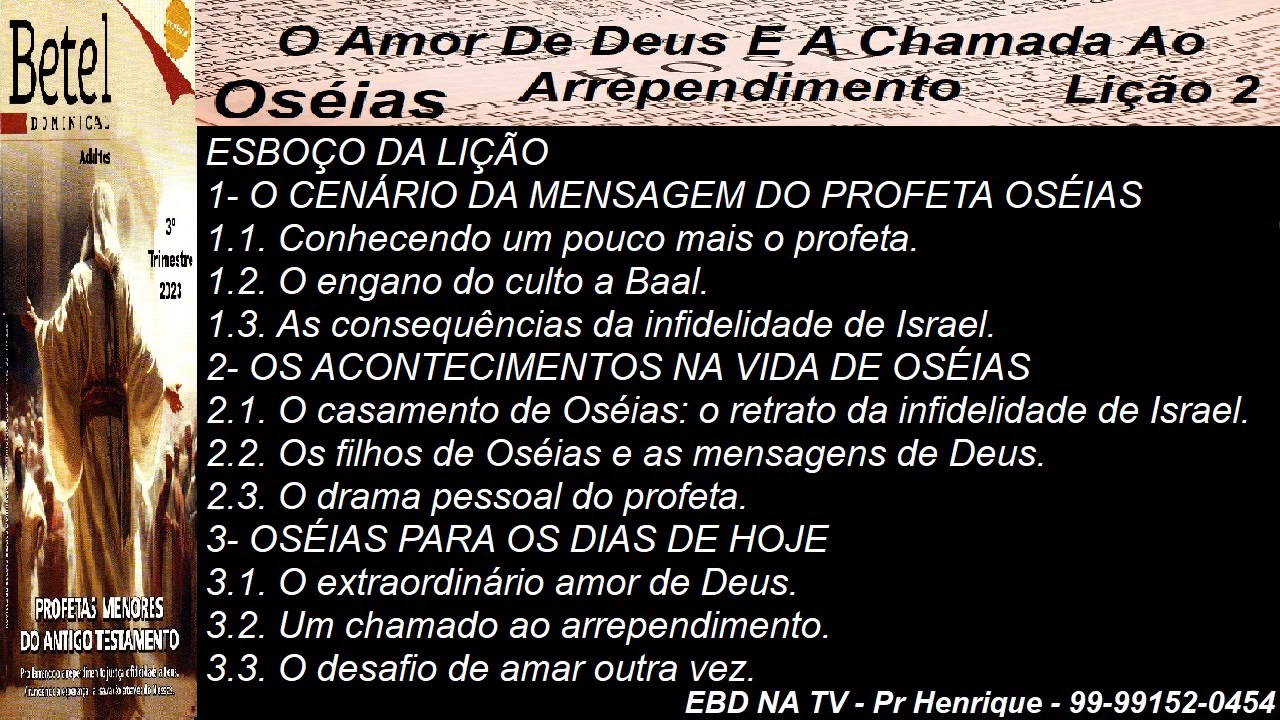 Betel
DOMINICAL
Adultos
3º
Trimestre
2023
PROFETAS MENORES
DO ANTIGO TESTAMENTO
O Amor De Deus E A Chamada Ao
Arrependimento
Oséias
Lição 2
ESBOÇO DA LIÇÃO
1- O CENÁRIO DA MENSAGEM DO PROFETA OSÉIAS
1.1. Conhecendo um pouco mais o profeta.
1.2. O engano do culto a Baal.
1.3. As consequências da infidelidade de Israel.
2- OS ACONTECIMENTOS NA VIDA DE OSÉIAS
2.1. O casamento de Oséias: o retrato da infidelidade de Israel.
2.2. Os filhos de Oséias e as mensagens de Deus.
2.3. O drama pessoal do profeta.
3- OSÉIAS PARA OS DIAS DE HOJE
3.1. O extraordinário amor de Deus.
3.2. Um chamado ao arrependimento.
3.3. O desafio de amar outra vez.
EBD NA TV - Pr Henrique - 99-99152-0454